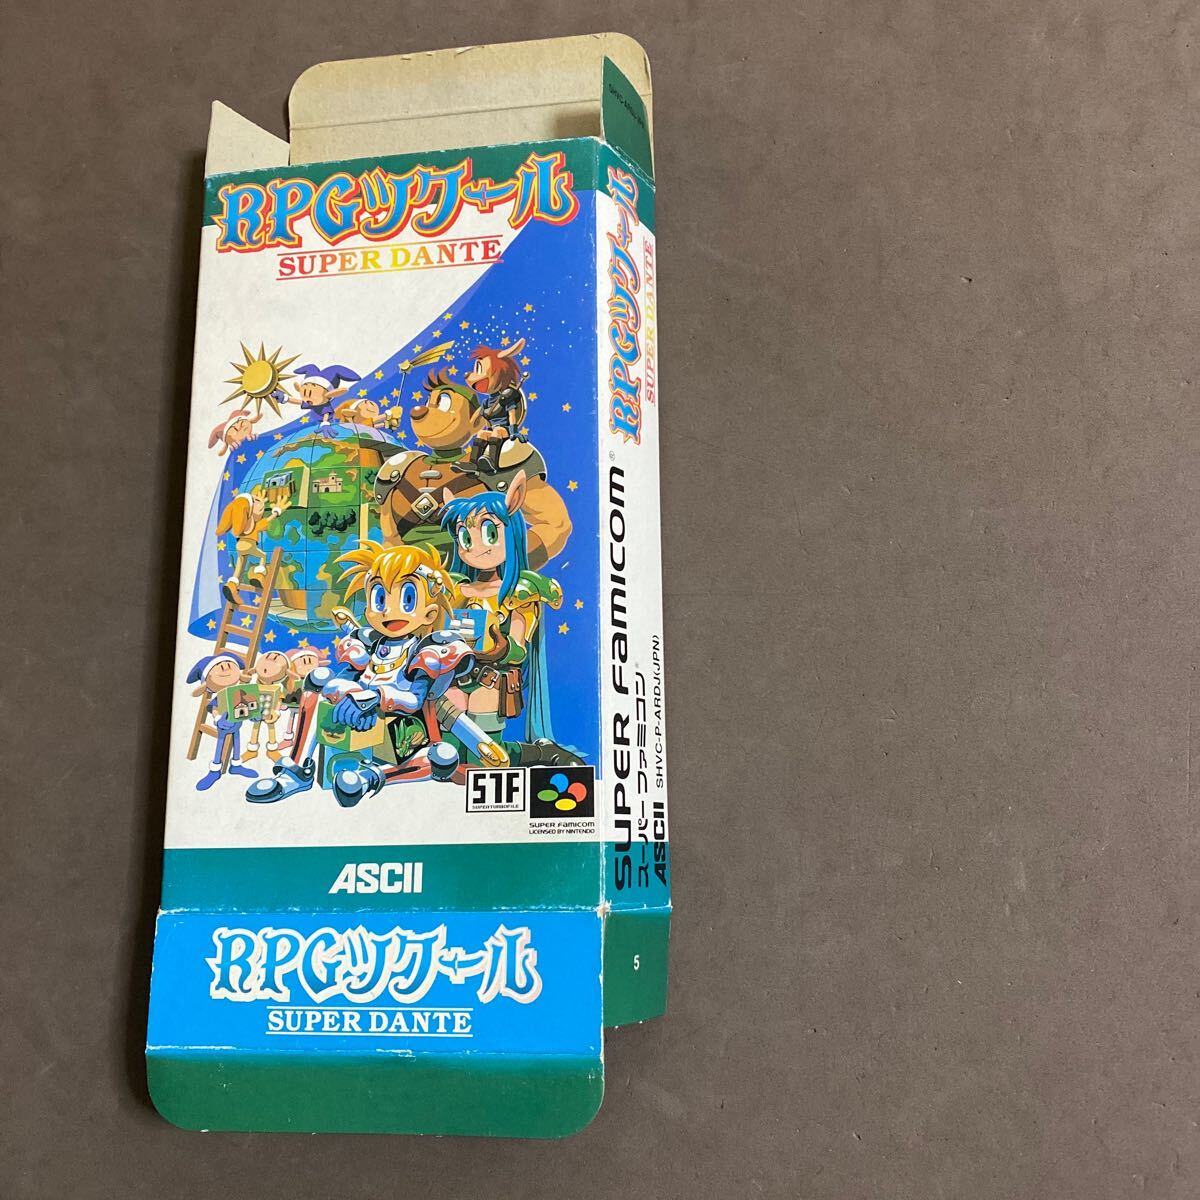 RPGツクール
SUPER DANTE
STF
SUPERTURBOFILE
SUPER FAMICOM
LICENSED BY NINTENDO
ASCII
RPGツクール
SUPER DANTE
RPGツクール
SUPER DANTE
SUPER FAMICOM®
スーパーファミコン®
ASCII SHVC-P-ARDJ(JPN)
5